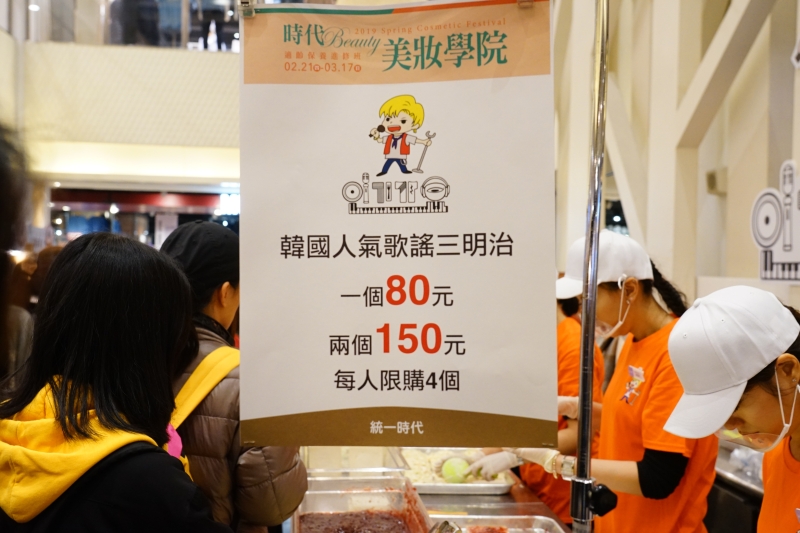 2019 Spring Cosmetic Festival
時代Beauty美妝學院
02.21 - 03.17
韓國人氣歌謠三明治
一個80元
兩個150元
每人限購4個
統一時代